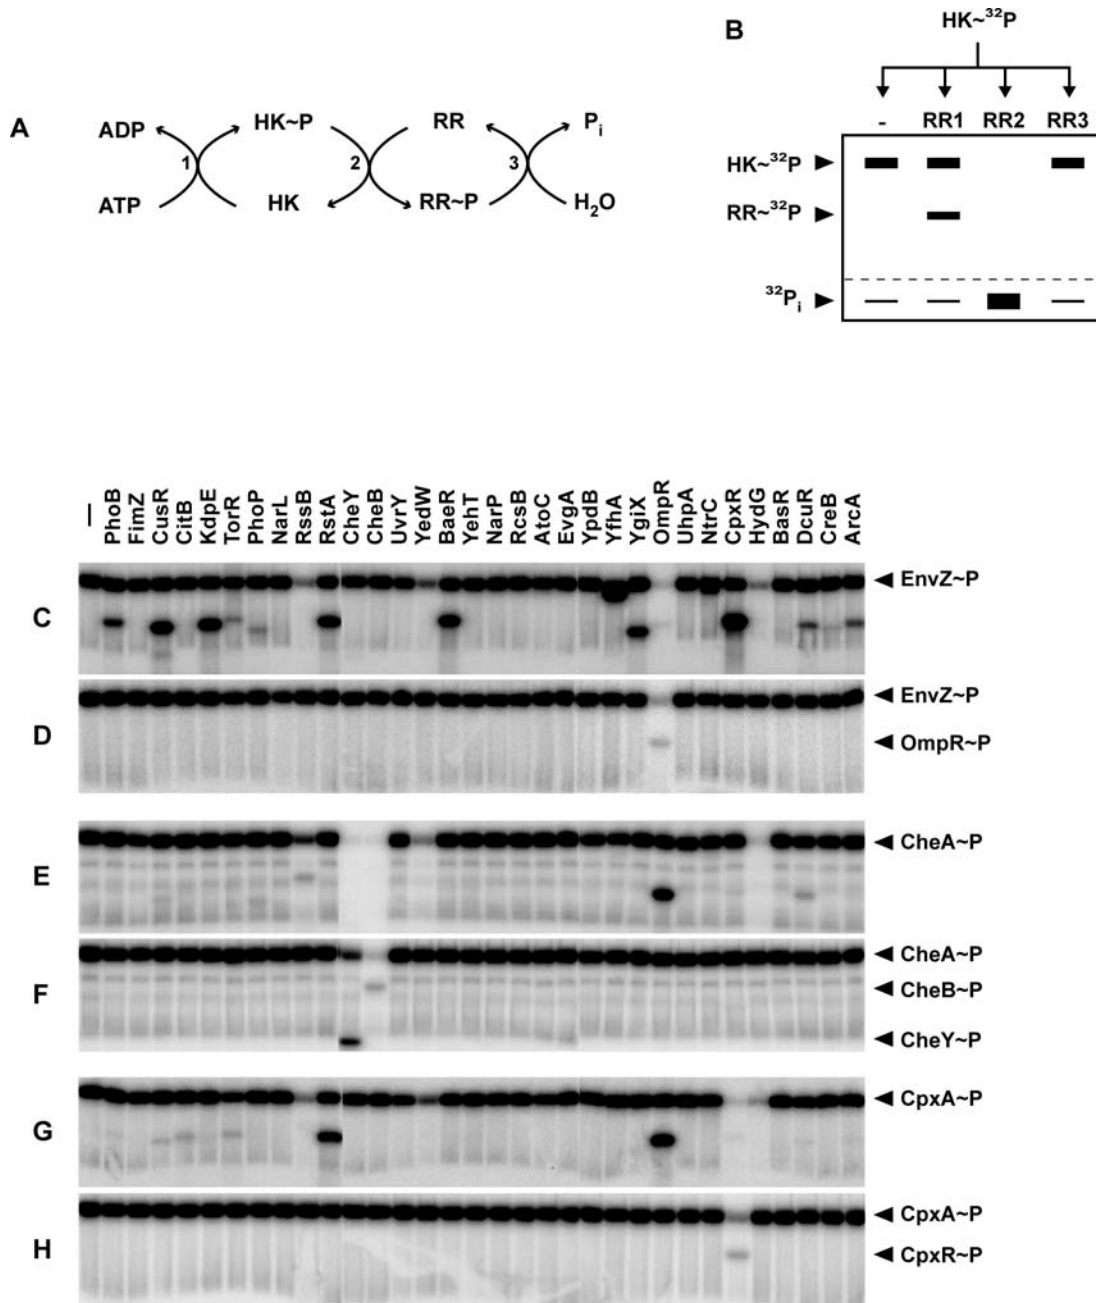 A
ADP HK~P RR Pi
1 2 3
ATP HK RR~P H2O
B
HK~32P
- RR1 RR2 RR3
HK~32P
RR~32P
32Pi
— PhoB FimZ CusR CitB KdpE TorR PhoP NarL RssB RstA CheY CheB UvrY YedW BaeR YehT NarP RcsB AtoC EvgA YpdB YfhA YgiX OmpR UhpA NtrC CpxR HydG BasR DcuR CreB ArcA
C EnvZ~P
D EnvZ~P
OmpR~P
E CheA~P
F CheA~P
CheB~P
CheY~P
G CpxA~P
H CpxA~P
CpxR~P